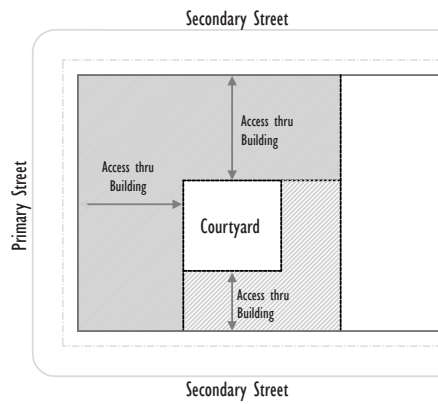 Secondary Street
Access thru
Building
Access thru
Building
Primary Street
Courtyard
Access thru
Building
Secondary Street